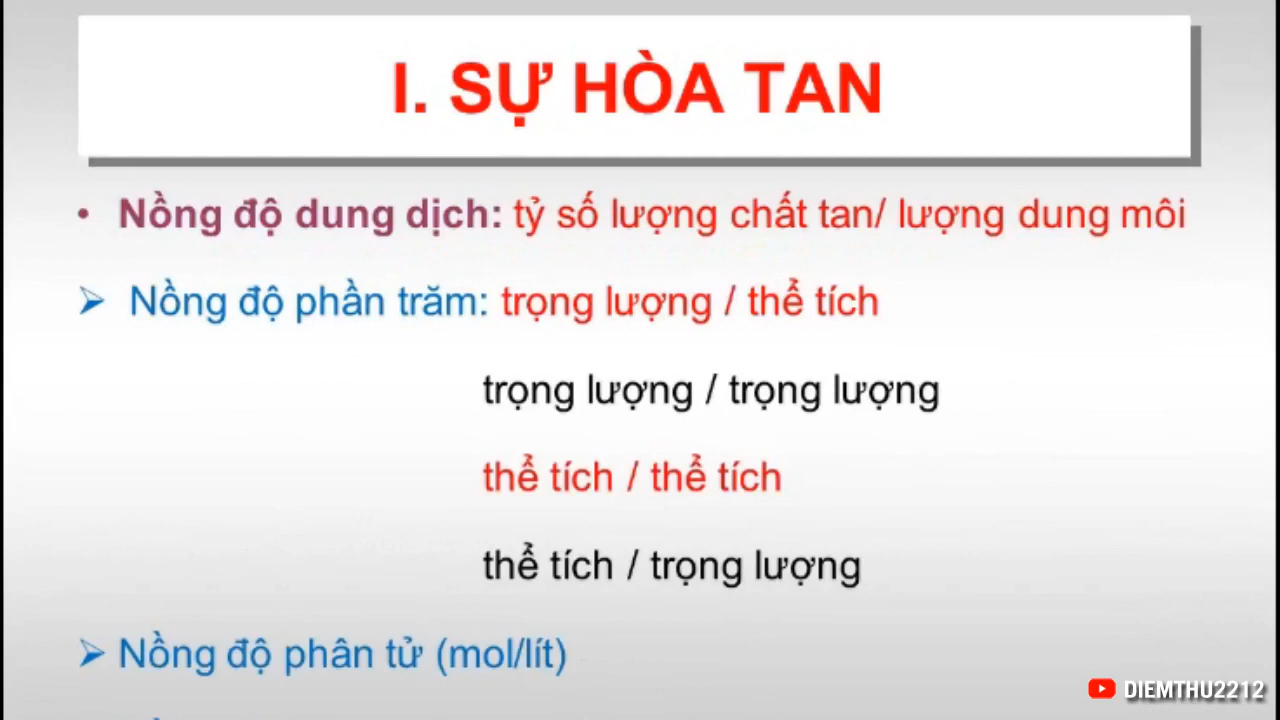 I. SỰ HÒA TAN
• Nồng độ dung dịch: tỷ số lượng chất tan/ lượng dung môi
➢ Nồng độ phần trăm: trọng lượng / thể tích
trọng lượng / trọng lượng
thể tích / thể tích
thể tích / trọng lượng
➢ Nồng độ phân tử (mol/lít)
DIEMTHU2212